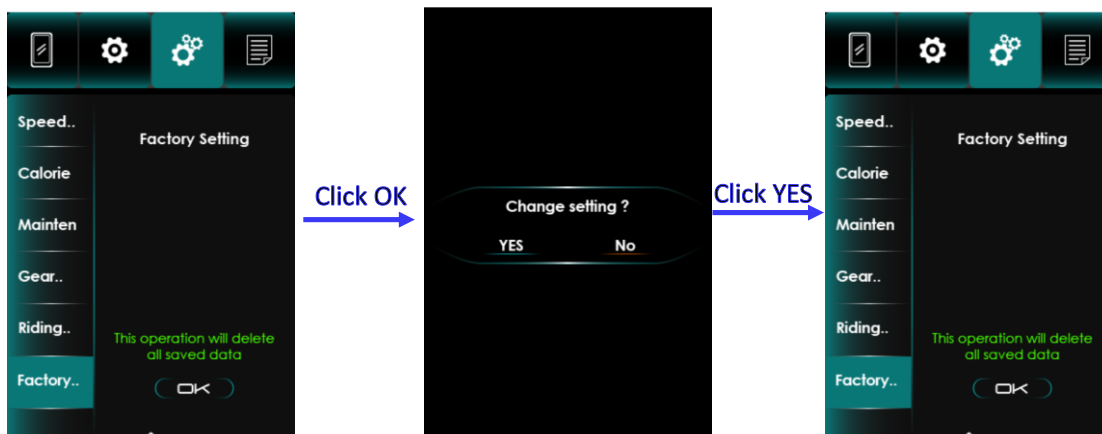 Speed..
Factory Setting
Calorie
Mainten
Gear..
Riding..
This operation will delete
all saved data
Factory..
OK
Click OK
Change setting ?
YES
No
Click YES
Speed..
Factory Setting
Calorie
Mainten
Gear..
Riding..
This operation will delete
all saved data
Factory..
OK